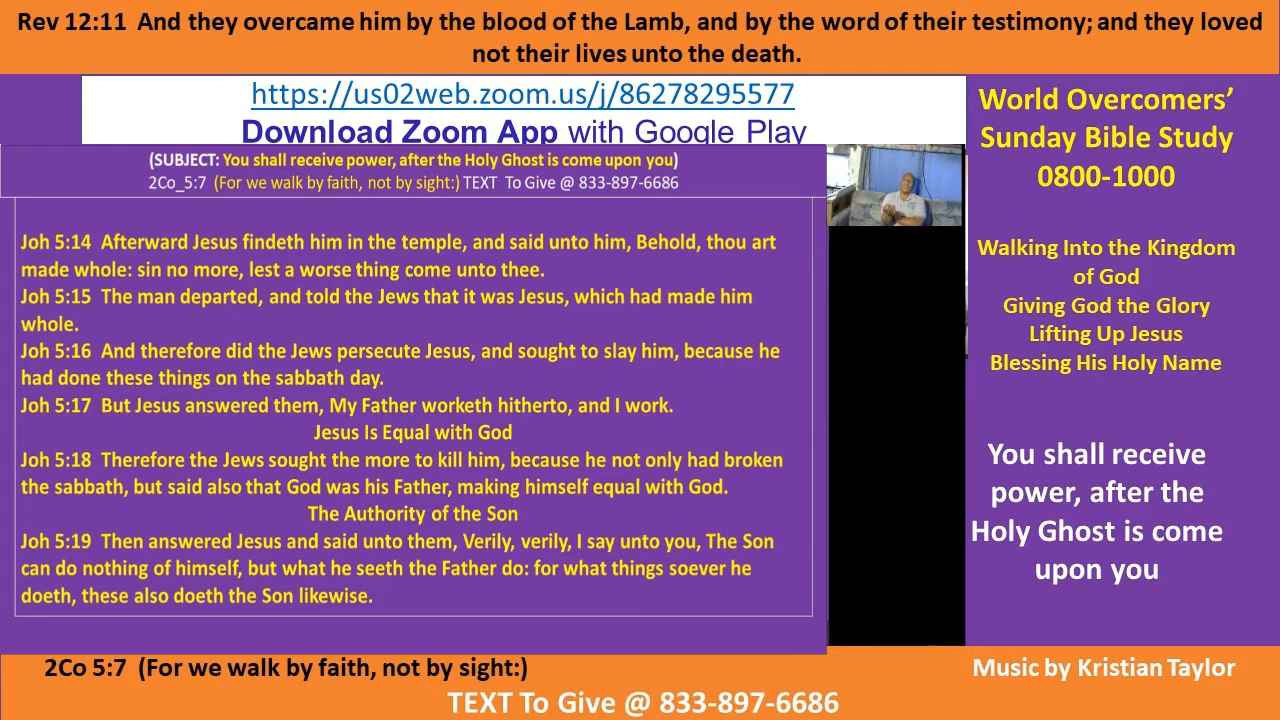 Rev 12:11  And they overcame him by the blood of the Lamb, and by the word of their testimony; and they loved
not their lives unto the death.
https://us02web.zoom.us/j/86278295577
Download Zoom App with Google Play
(SUBJECT: You shall receive power, after the Holy Ghost is come upon you)
2Co_5:7  (For we walk by faith, not by sight:) TEXT  To Give @ 833-897-6686
Joh 5:14  Afterward Jesus findeth him in the temple, and said unto him, Behold, thou art
made whole: sin no more, lest a worse thing come unto thee.
Joh 5:15  The man departed, and told the Jews that it was Jesus, which had made him
whole.
Joh 5:16  And therefore did the Jews persecute Jesus, and sought to slay him, because he
had done these things on the sabbath day.
Joh 5:17  But Jesus answered them, My Father worketh hitherto, and I work.
Jesus Is Equal with God
Joh 5:18  Therefore the Jews sought the more to kill him, because he not only had broken
the sabbath, but said also that God was his Father, making himself equal with God.
The Authority of the Son
Joh 5:19  Then answered Jesus and said unto them, Verily, verily, I say unto you, The Son
can do nothing of himself, but what he seeth the Father do: for what things soever he
doeth, these also doeth the Son likewise.
World Overcomers’
Sunday Bible Study
0800-1000
Walking Into the Kingdom
of God
Giving God the Glory
Lifting Up Jesus
Blessing His Holy Name
You shall receive
power, after the
Holy Ghost is come
upon you
2Co 5:7  (For we walk by faith, not by sight:)
Music by Kristian Taylor
TEXT To Give @ 833-897-6686